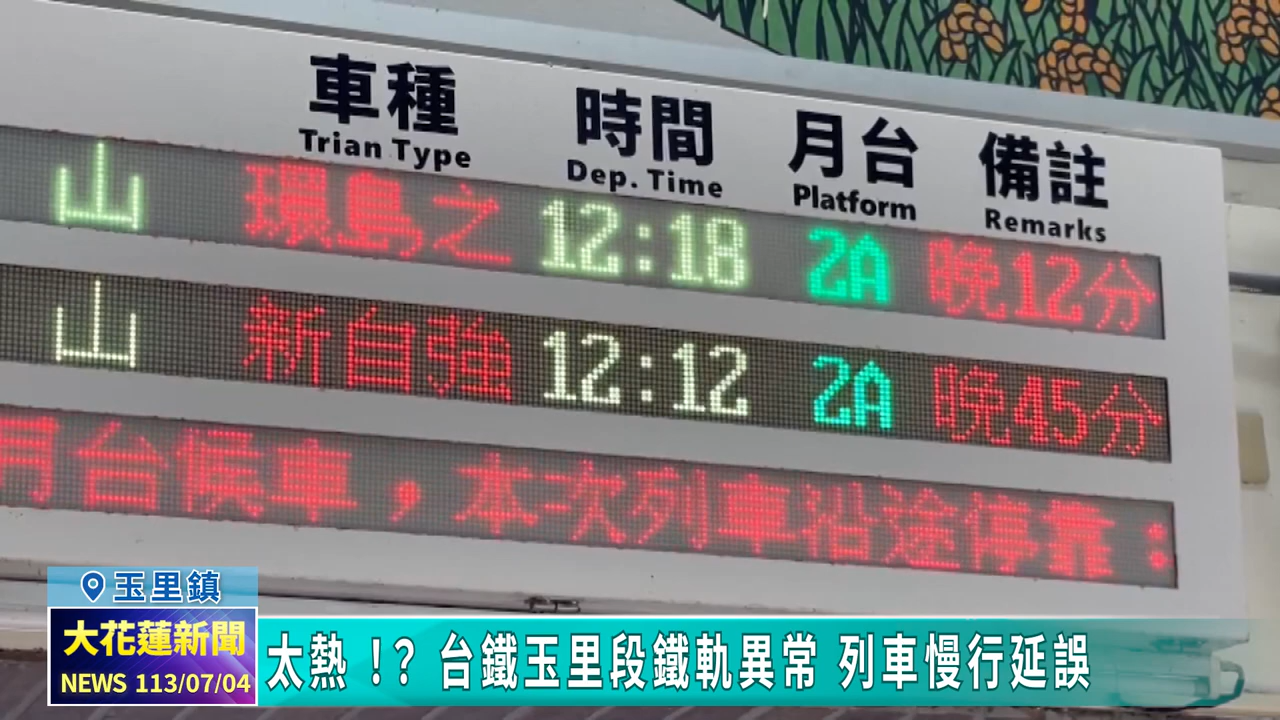 車種 時間 月台 備註
Trian Type Dep. Time Platform Remarks
山 環島之 12:18 2A 晚12分
山 新自強 12:12 2A 晚45分
月台候車，本次列車沿途停靠：
玉里鎮
大花蓮新聞
NEWS 113/07/04
太熱！？台鐵玉里段鐵軌異常 列車慢行延誤